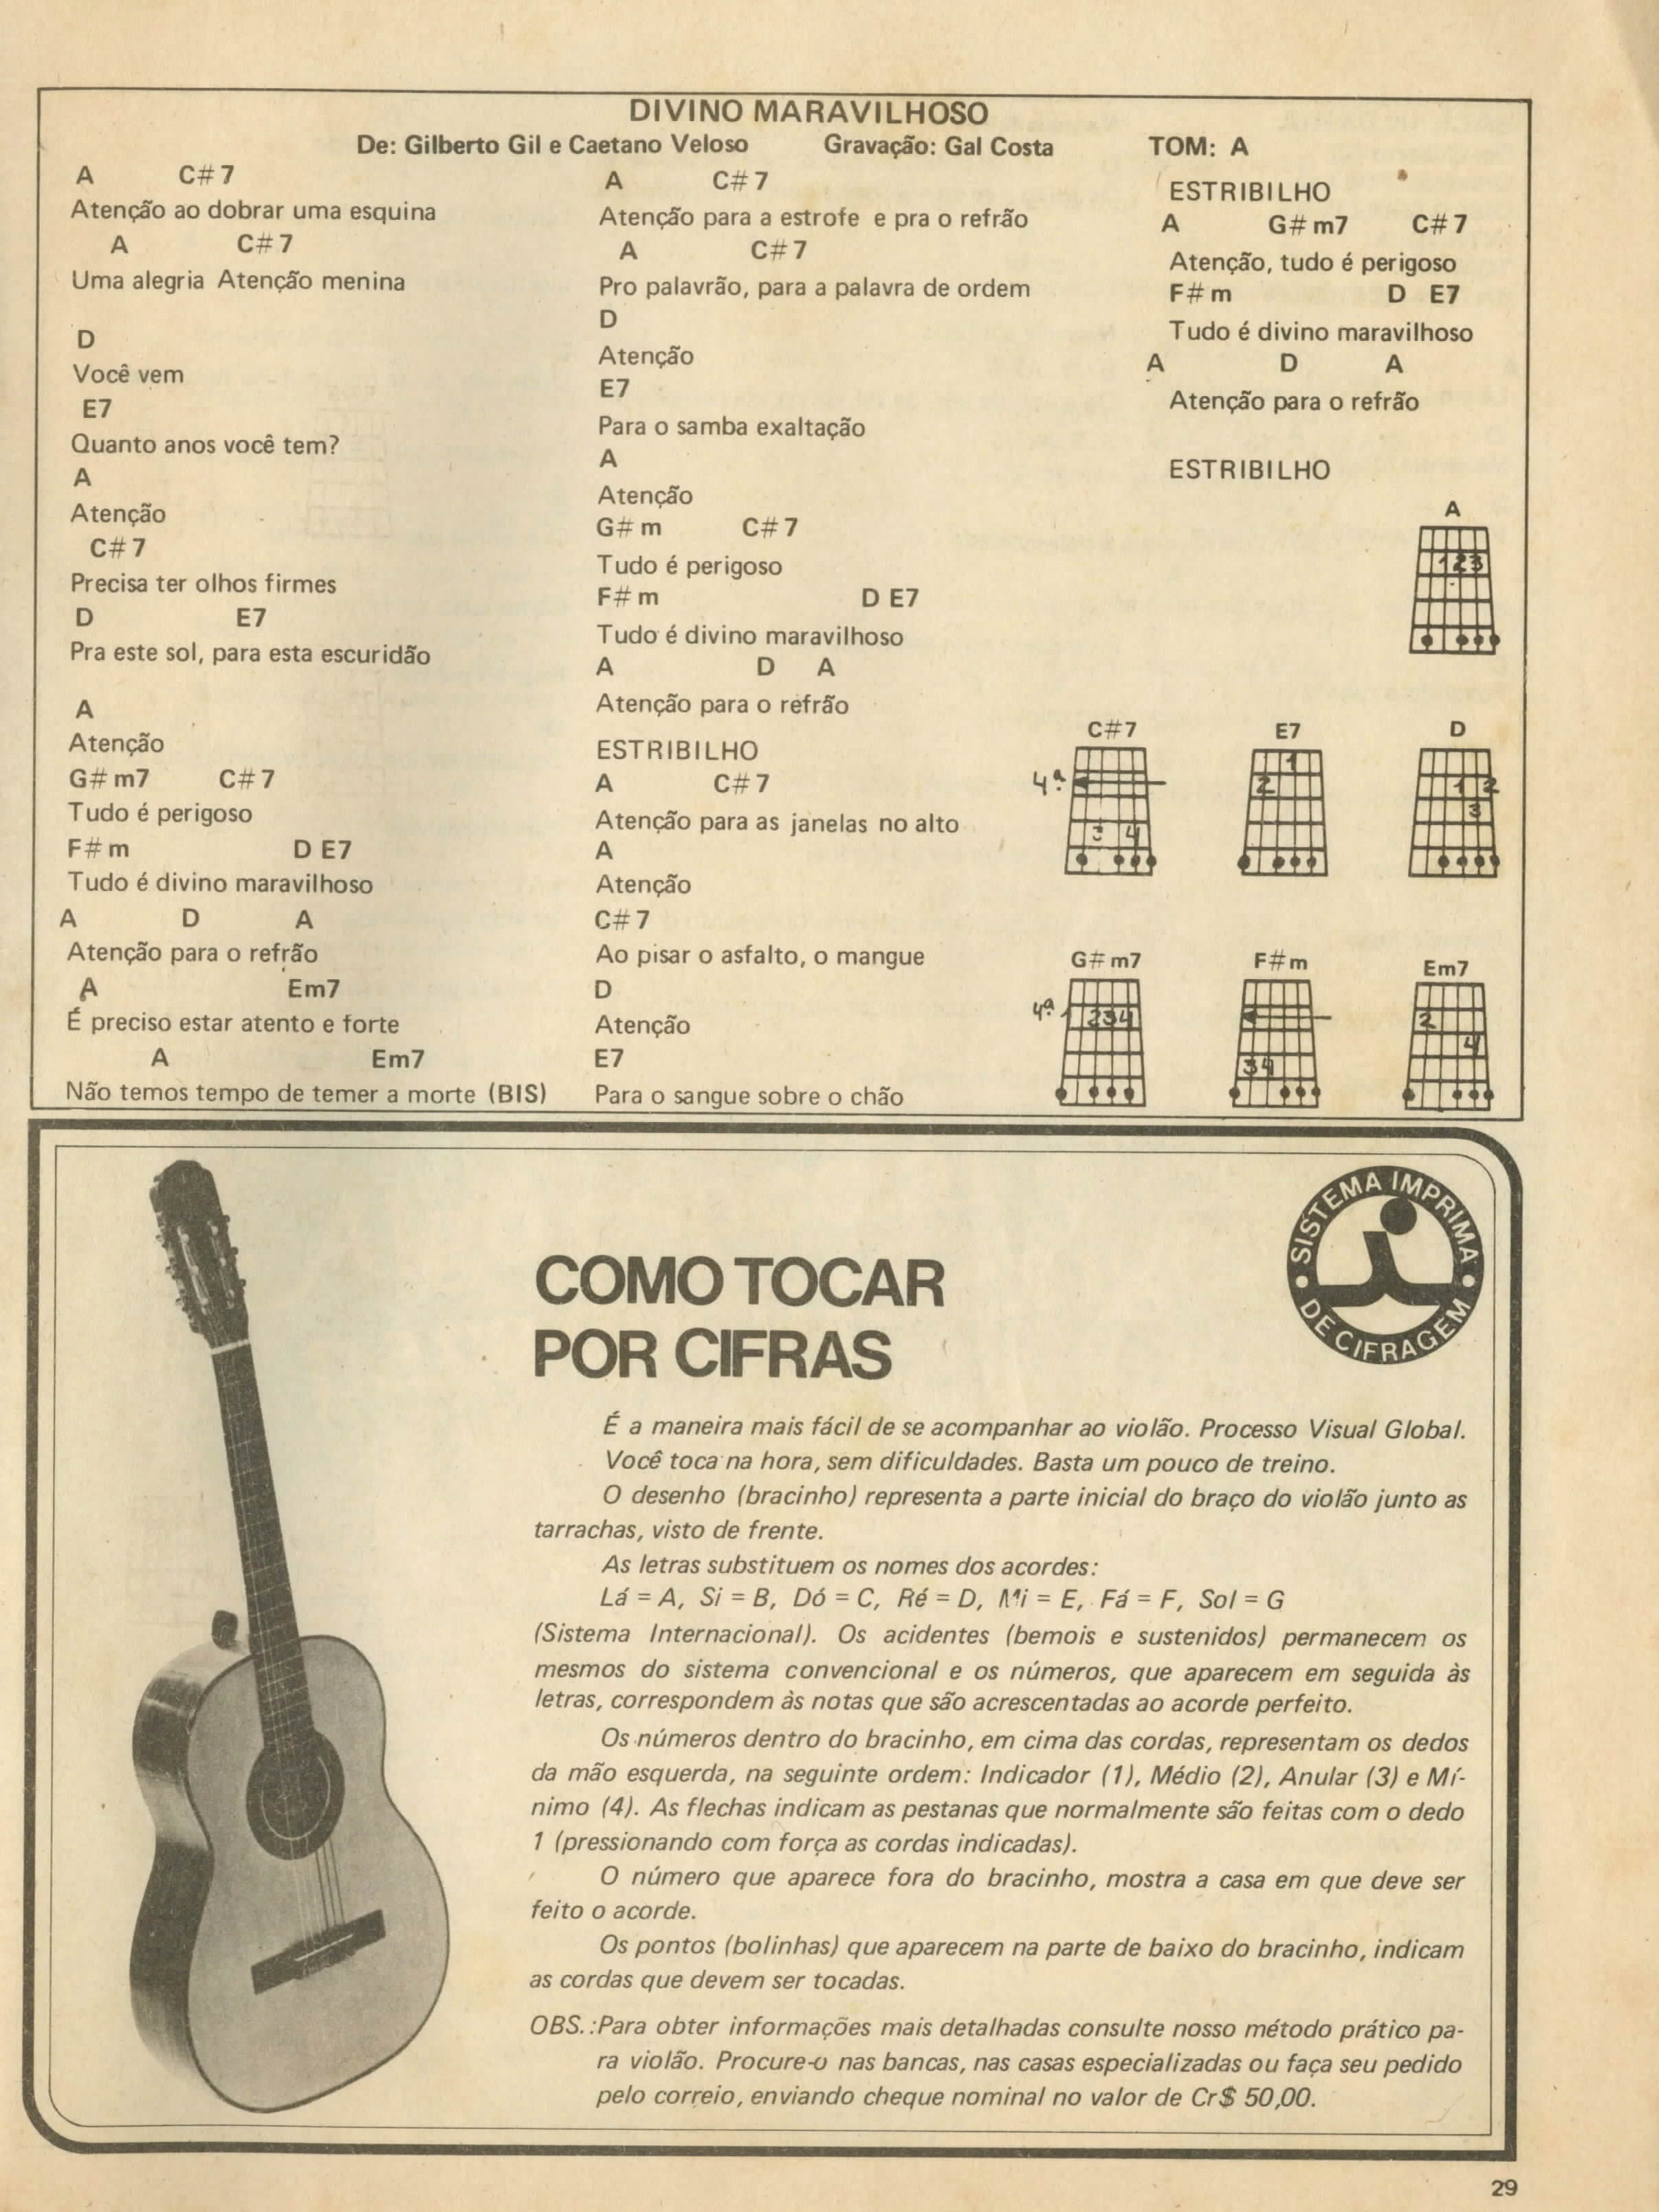 DIVINO MARAVILHOSO
De: Gilberto Gil e Caetano Veloso Gravação: Gal Costa TOM: A
A C#7
Atenção ao dobrar uma esquina
A C#7
Uma alegria Atenção menina
D
Você vem
E7
Quanto anos você tem?
A
Atenção
C#7
Precisa ter olhos firmes
D E7
Pra este sol, para esta escuridão
A
Atenção
G#m7 C#7
Tudo é perigoso
F#m D E7
Tudo é divino maravilhoso
A D A
Atenção para o refrão
A Em7
É preciso estar atento e forte
A Em7
Não temos tempo de temer a morte (BIS)
A C#7
Atenção para a estrofe e pra o refrão
A C#7
Pro palavrão, para a palavra de ordem
D
Atenção
E7
Para o samba exaltação
A
Atenção
G#m C#7
Tudo é perigoso
F#m D E7
Tudo é divino maravilhoso
A D A
Atenção para o refrão
ESTRIBILHO
A C#7
Atenção para as janelas no alto
A
Atenção
C#7
Ao pisar o asfalto, o mangue
D
Atenção
E7
Para o sangue sobre o chão
ESTRIBILHO
A G#m7 C#7
Atenção, tudo é perigoso
F#m D E7
Tudo é divino maravilhoso
A D A
Atenção para o refrão
ESTRIBILHO
A
1 2 3
C#7 E7 D
4ª 3 4
1 2
1 2 3
G#m7 F#m Em7
4ª 1 2 3 4
3 4
2 4
SISTEMA IMPRIMA
DE CIFRAGEM
COMO TOCAR
POR CIFRAS
É a maneira mais fácil de se acompanhar ao violão. Processo Visual Global.
Você toca na hora, sem dificuldades. Basta um pouco de treino.
O desenho (bracinho) representa a parte inicial do braço do violão junto as
tarrachas, visto de frente.
As letras substituem os nomes dos acordes:
Lá = A, Si = B, Dó = C, Ré = D, Mi = E, Fá = F, Sol = G
(Sistema Internacional). Os acidentes (bemois e sustenidos) permanecem os
mesmos do sistema convencional e os números, que aparecem em seguida às
letras, correspondem às notas que são acrescentadas ao acorde perfeito.
Os números dentro do bracinho, em cima das cordas, representam os dedos
da mão esquerda, na seguinte ordem: Indicador (1), Médio (2), Anular (3) e Mí-
nimo (4). As flechas indicam as pestanas que normalmente são feitas com o dedo
1 (pressionando com força as cordas indicadas).
O número que aparece fora do bracinho, mostra a casa em que deve ser
feito o acorde.
Os pontos (bolinhas) que aparecem na parte de baixo do bracinho, indicam
as cordas que devem ser tocadas.
OBS.:Para obter informações mais detalhadas consulte nosso método prático pa-
ra violão. Procure-o nas bancas, nas casas especializadas ou faça seu pedido
pelo correio, enviando cheque nominal no valor de Cr$ 50,00.
29